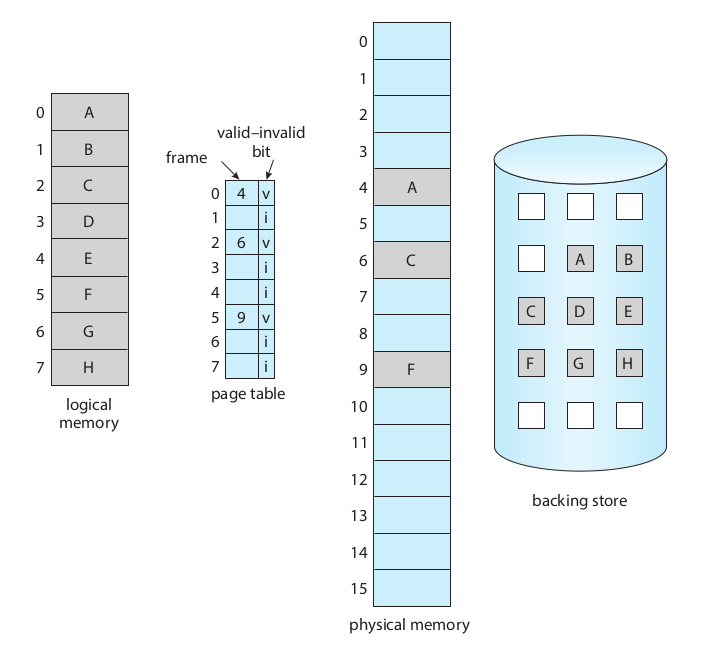 0 A
1 B
2 C
3 D
4 E
5 F
6 G
7 H
logical
memory
valid–invalid
bit
frame
0 4 v
1 i
2 6 v
3 i
4 i
5 9 v
6 i
7 i
page table
0
1
2
3
4 A
5
6 C
7
8
9 F
10
11
12
13
14
15
physical memory
A B
C D E
F G H
backing store